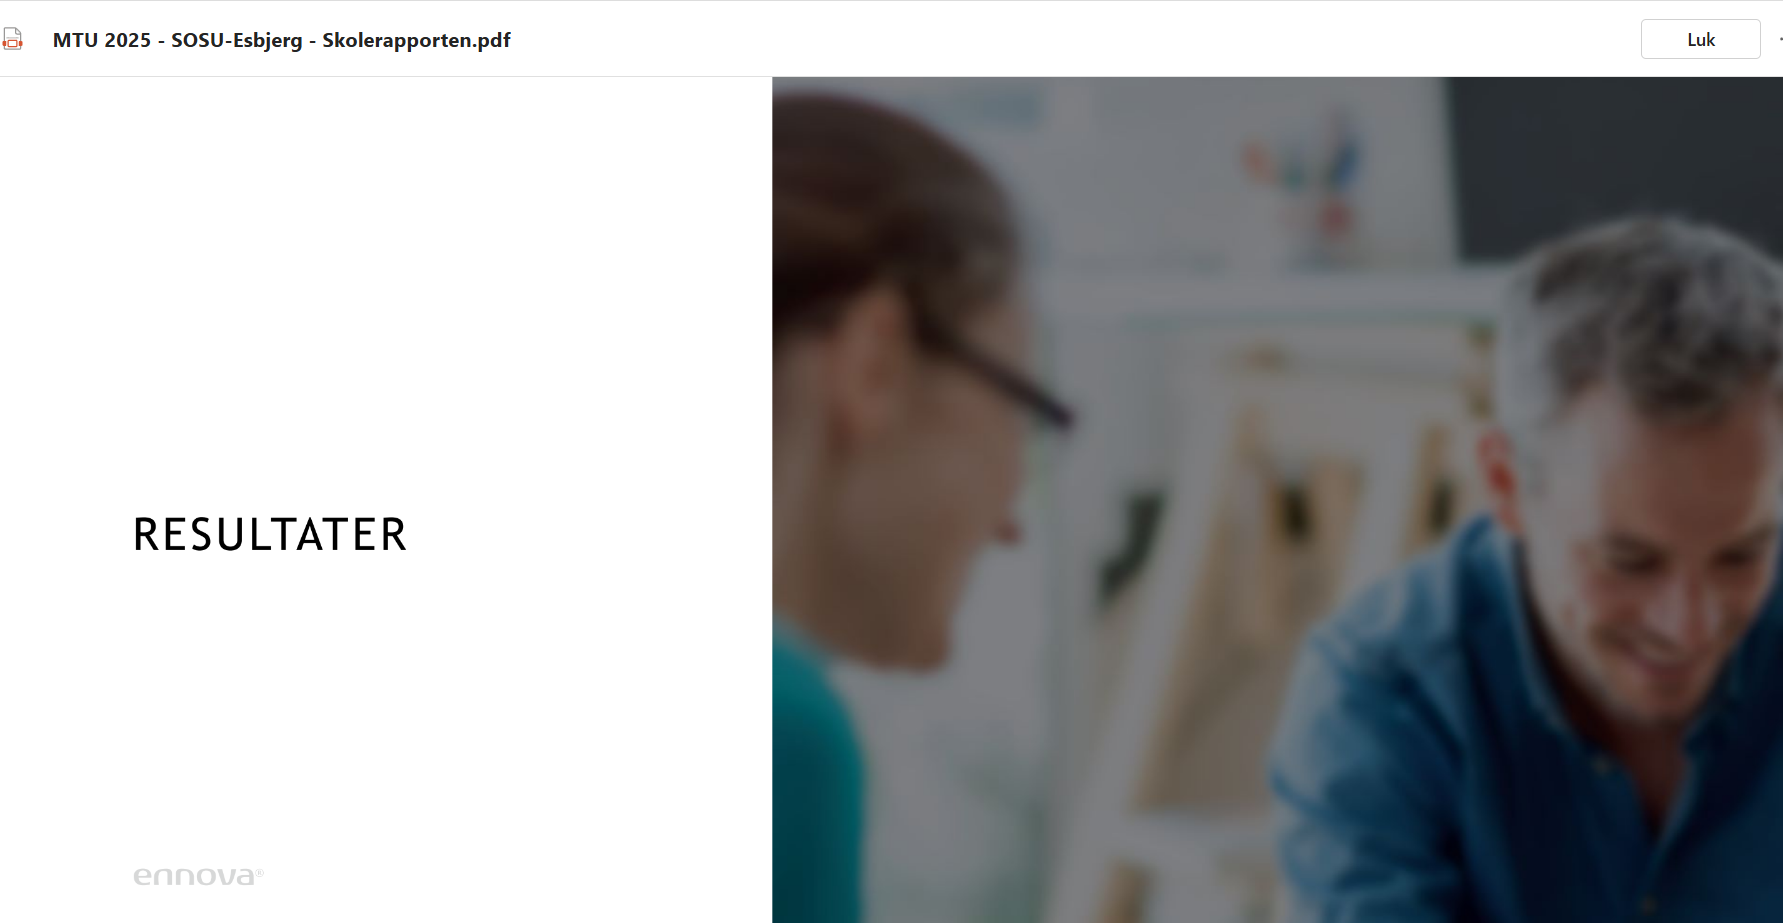 MTU 2025 - SOSU-Esbjerg - Skolerapporten.pdf
Luk
RESULTATER
ennova®